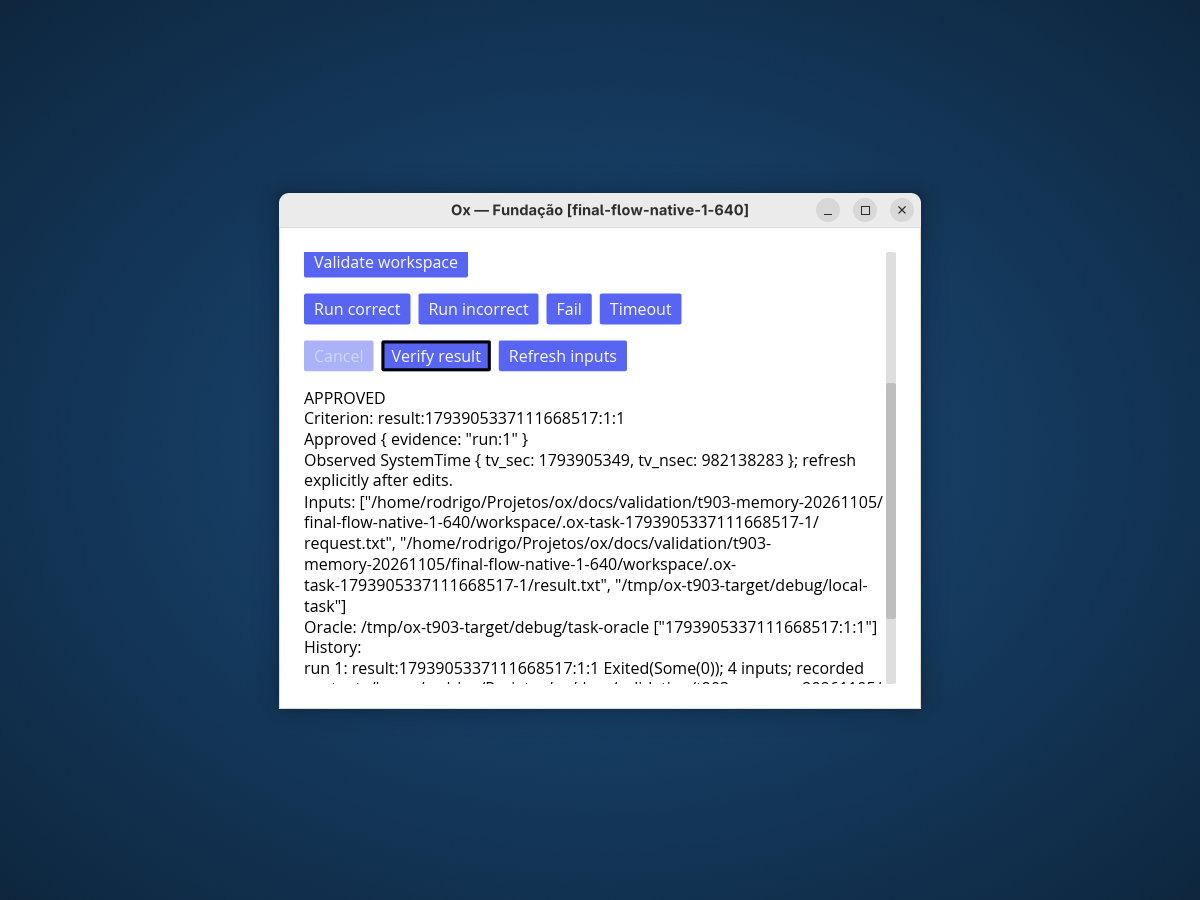 Ox — Fundação [final-flow-native-1-640]
Validate workspace
Run correct Run incorrect Fail Timeout
Cancel Verify result Refresh inputs
APPROVED
Criterion: result:1793905337111668517:1:1
Approved { evidence: "run:1" }
Observed SystemTime { tv_sec: 1793905349, tv_nsec: 982138283 }; refresh
explicitly after edits.
Inputs: ["/home/rodrigo/Projetos/ox/docs/validation/t903-memory-20261105/
final-flow-native-1-640/workspace/.ox-task-1793905337111668517-1/
request.txt", "/home/rodrigo/Projetos/ox/docs/validation/t903-
memory-20261105/final-flow-native-1-640/workspace/.ox-
task-1793905337111668517-1/result.txt", "/tmp/ox-t903-target/debug/local-
task"]
Oracle: /tmp/ox-t903-target/debug/task-oracle ["1793905337111668517:1:1"]
History:
run 1: result:1793905337111668517:1:1 Exited(Some(0)); 4 inputs; recorded